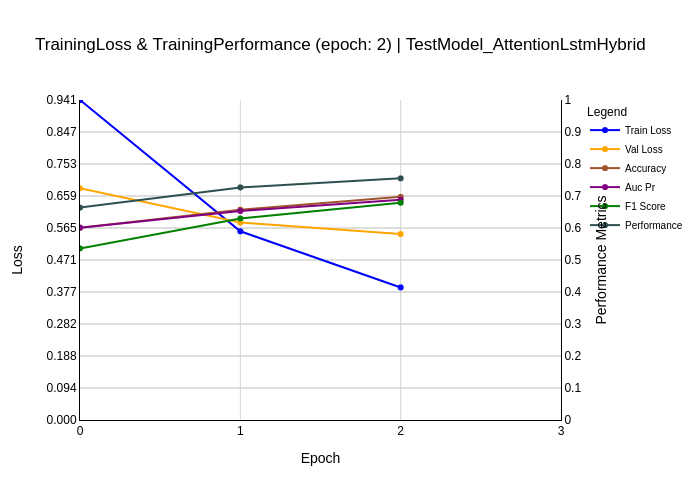 TrainingLoss & TrainingPerformance (epoch: 2) | TestModel_AttentionLstmHybrid
0.941
0.847
0.753
0.659
0.565
0.471
0.377
0.282
0.188
0.094
0.000
Loss
0 1 2 3
Epoch
1
0.9
0.8
0.7
0.6
0.5
0.4
0.3
0.2
0.1
0
Performance Metrics
Legend
Train Loss
Val Loss
Accuracy
Auc Pr
F1 Score
Performance